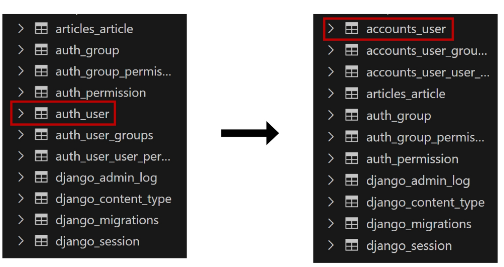 articles_article
auth_group
auth_group_permis...
auth_permission
auth_user
auth_user_groups
auth_user_user_per...
django_admin_log
django_content_type
django_migrations
django_session
accounts_user
accounts_user_grou...
accounts_user_user_...
articles_article
auth_group
auth_group_permis...
auth_permission
django_admin_log
django_content_type
django_migrations
django_session